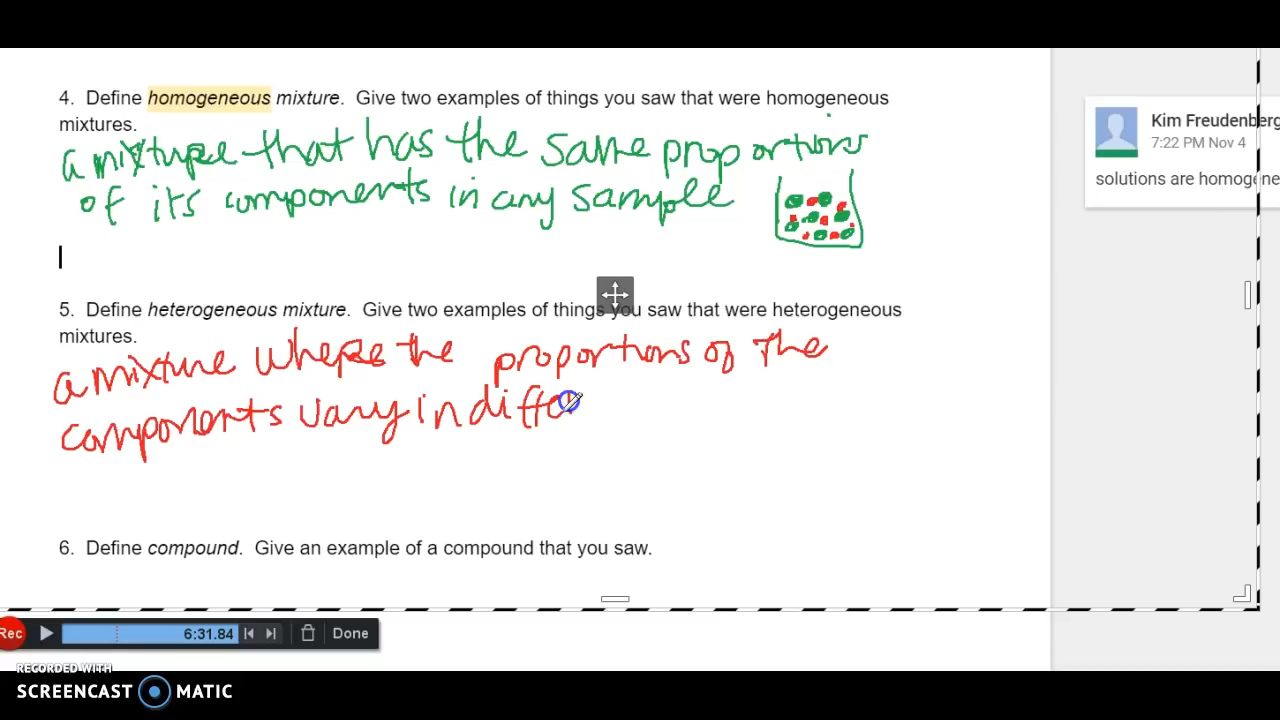 4. Define homogeneous mixture. Give two examples of things you saw that were homogeneous
mixtures.
a mixture that has the same proportions
of its components in any sample
5. Define heterogeneous mixture. Give two examples of things you saw that were heterogeneous
mixtures.
a mixture where the proportions of the
components vary in diffe
6. Define compound. Give an example of a compound that you saw.
Kim Freudenberg
7:22 PM Nov 4
solutions are homogene
Rec
6:31.84
Done
RECORDED WITH
SCREENCAST MATIC